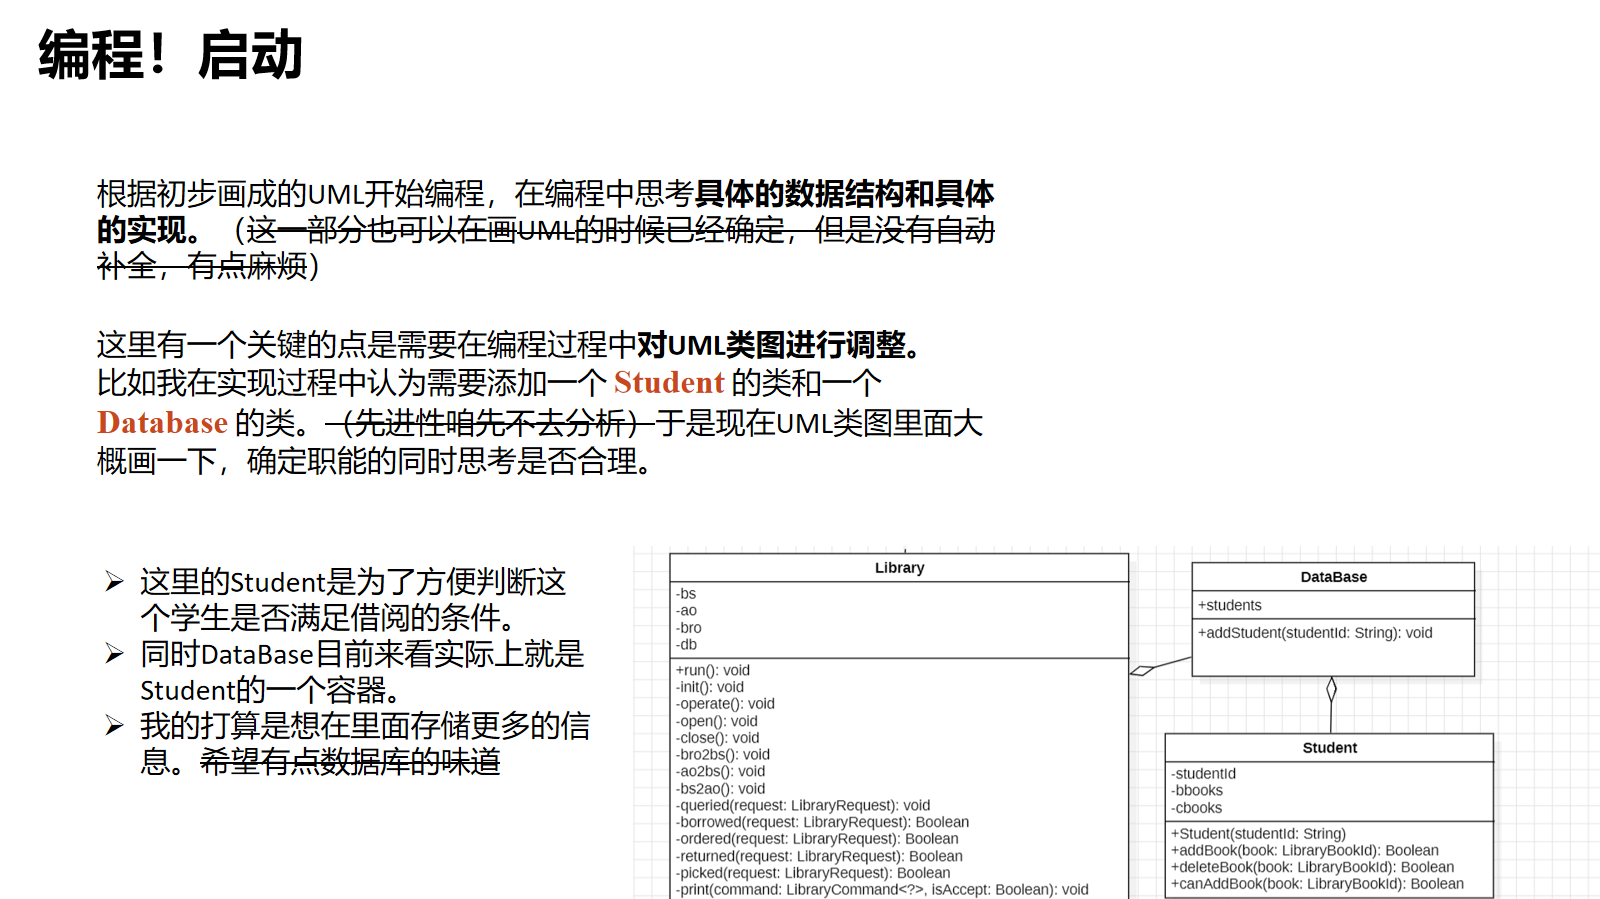 编程！启动
根据初步画成的UML开始编程，在编程中思考具体的数据结构和具体
的实现。（这一部分也可以在画UML的时候已经确定，但是没有自动
补全，有点麻烦）
这里有一个关键的点是需要在编程过程中对UML类图进行调整。
比如我在实现过程中认为需要添加一个 Student 的类和一个
Database 的类。（先进性咱先不去分析）于是现在UML类图里面大
概画一下，确定职能的同时思考是否合理。
➢ 这里的Student是为了方便判断这
个学生是否满足借阅的条件。
➢ 同时DataBase目前来看实际上就是
Student的一个容器。
➢ 我的打算是想在里面存储更多的信
息。希望有点数据库的味道
Library
-bs
-ao
-bro
-db
+run(): void
-init(): void
-operate(): void
-open(): void
-close(): void
-bro2bs(): void
-ao2bs(): void
-bs2ao(): void
-queried(request: LibraryRequest): void
-borrowed(request: LibraryRequest): Boolean
-ordered(request: LibraryRequest): Boolean
-returned(request: LibraryRequest): Boolean
-picked(request: LibraryRequest): Boolean
-print(command: LibraryCommand<?>, isAccept: Boolean): void
DataBase
+students
+addStudent(studentId: String): void
Student
-studentId
-bbooks
-cbooks
+Student(studentId: String)
+addBook(book: LibraryBookId): Boolean
+deleteBook(book: LibraryBookId): Boolean
+canAddBook(book: LibraryBookId): Boolean